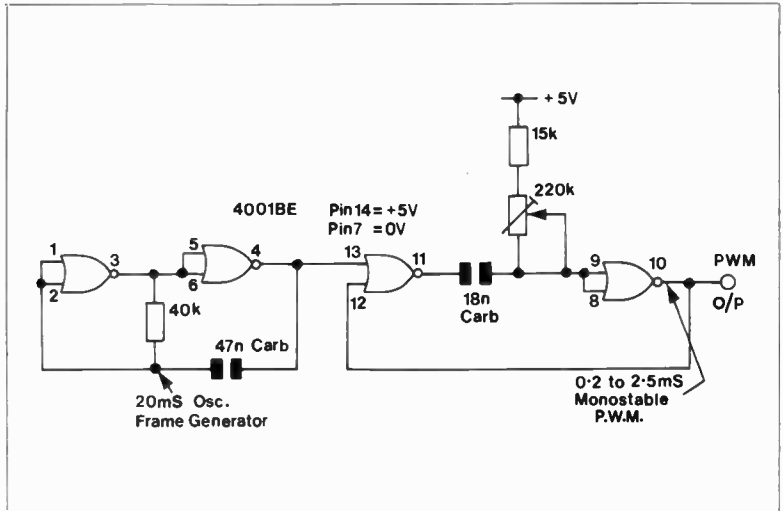 + 5V
15k
220k
4001BE
Pin14 = +5V
Pin7 = 0V
1
2
3
5
6
4
13
12
11
9
8
10
PWM
O/P
40k
47n Carb
18n
Carb
20mS Osc.
Frame Generator
0·2 to 2·5mS
Monostable
P.W.M.